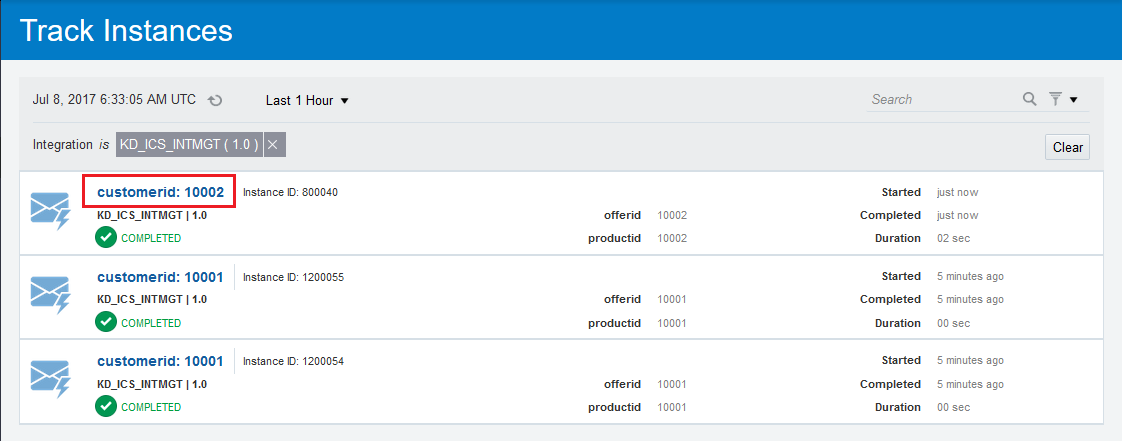 Track Instances
Jul 8, 2017 6:33:05 AM UTC Last 1 Hour Search
Integration is KD_ICS_INTMGT ( 1.0 ) Clear
customerid: 10002 Instance ID: 800040 Started just now
KD_ICS_INTMGT | 1.0 offerid 10002 Completed just now
COMPLETED productid 10002 Duration 02 sec
customerid: 10001 Instance ID: 1200055 Started 5 minutes ago
KD_ICS_INTMGT | 1.0 offerid 10001 Completed 5 minutes ago
COMPLETED productid 10001 Duration 00 sec
customerid: 10001 Instance ID: 1200054 Started 5 minutes ago
KD_ICS_INTMGT | 1.0 offerid 10001 Completed 5 minutes ago
COMPLETED productid 10001 Duration 00 sec